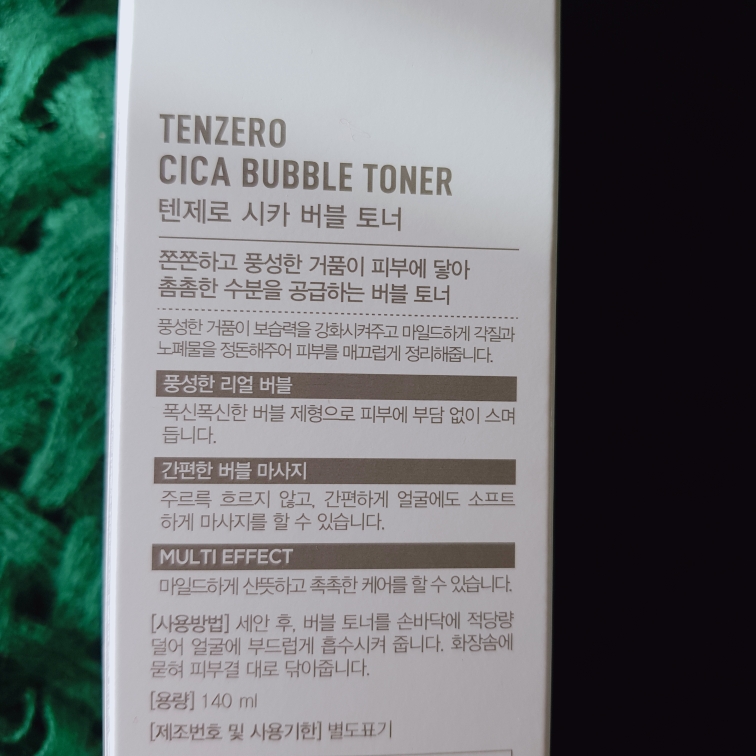 TENZERO
CICA BUBBLE TONER
텐제로 시카 버블 토너
쫀쫀하고 풍성한 거품이 피부에 닿아
촘촘한 수분을 공급하는 버블 토너
풍성한 거품이 보습력을 강화시켜주고 마일드하게 각질과
노폐물을 정돈해주어 피부를 매끄럽게 정리해줍니다.
풍성한 리얼 버블
폭신폭신한 버블 제형으로 피부에 부담 없이 스며
듭니다.
간편한 버블 마사지
주르륵 흐르지 않고, 간편하게 얼굴에도 소프트
하게 마사지를 할 수 있습니다.
MULTI EFFECT
마일드하게 산뜻하고 촉촉한 케어를 할 수 있습니다.
[사용방법] 세안 후, 버블 토너를 손바닥에 적당량
덜어 얼굴에 부드럽게 흡수시켜 줍니다. 화장솜에
묻혀 피부결 대로 닦아줍니다.
[용량] 140 ml
[제조번호 및 사용기한] 별도표기